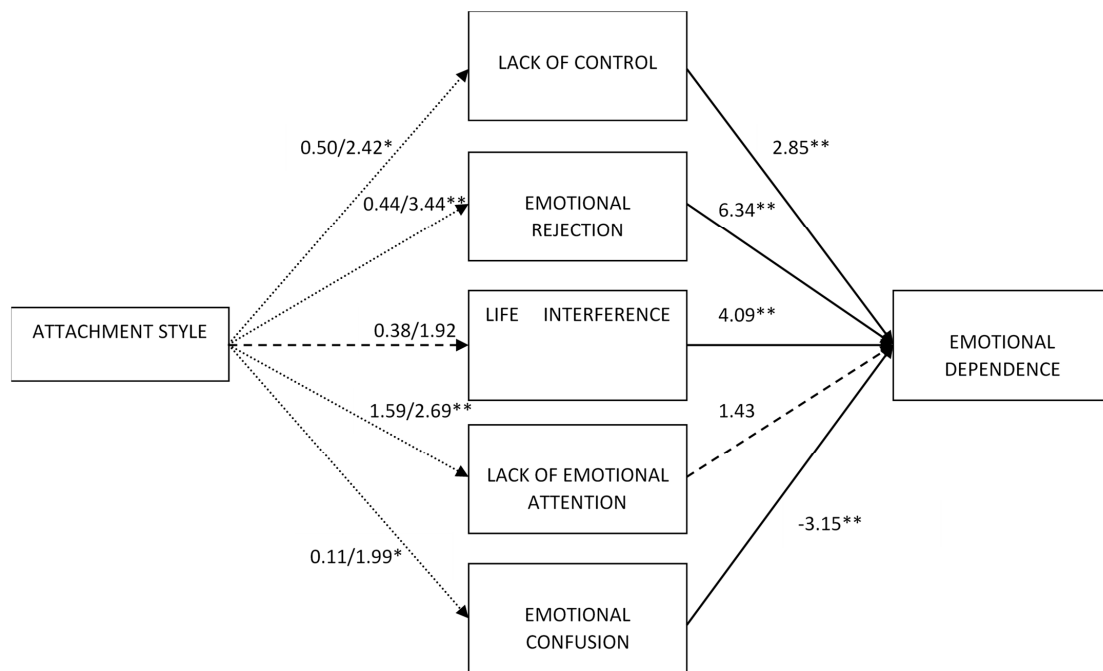 LACK OF CONTROL
0.50/2.42*
2.85**
0.44/3.44**
EMOTIONAL
REJECTION
6.34**
ATTACHMENT STYLE
0.38/1.92
LIFE INTERFERENCE
4.09**
EMOTIONAL
DEPENDENCE
1.59/2.69**
LACK OF EMOTIONAL
ATTENTION
1.43
0.11/1.99*
EMOTIONAL
CONFUSION
-3.15**